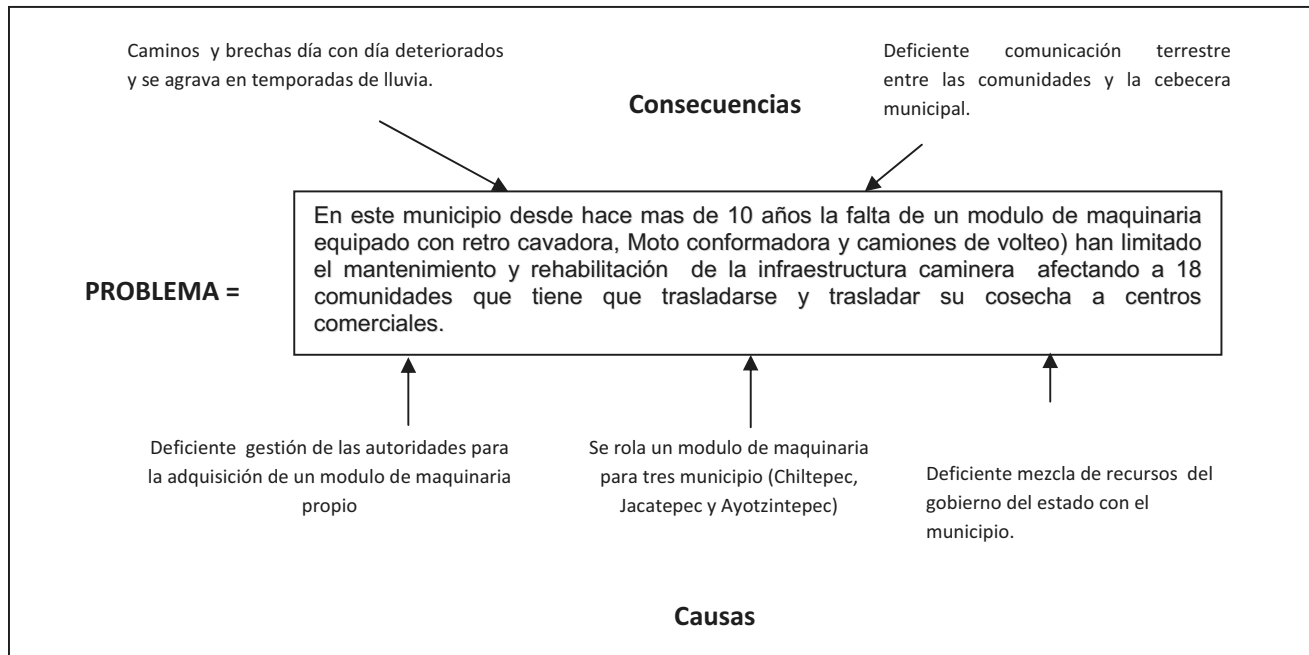 Caminos y brechas día con día deteriorados
y se agrava en temporadas de lluvia.
Deficiente comunicación terrestre
entre las comunidades y la cebecera
municipal.
Consecuencias
PROBLEMA =
En este municipio desde hace mas de 10 años la falta de un modulo de maquinaria
equipado con retro cavadora, Moto conformadora y camiones de volteo) han limitado
el mantenimiento y rehabilitación de la infraestructura caminera afectando a 18
comunidades que tiene que trasladarse y trasladar su cosecha a centros
comerciales.
Deficiente gestión de las autoridades para
la adquisición de un modulo de maquinaria
propio
Se rola un modulo de maquinaria
para tres municipio (Chiltepec,
Jacatepec y Ayotzintepec)
Deficiente mezcla de recursos del
gobierno del estado con el
municipio.
Causas